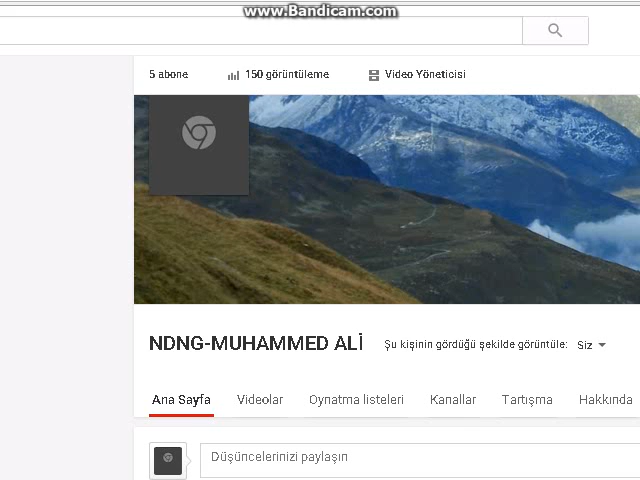 www.Bandicam.com
5 abone 150 görüntüleme Video Yöneticisi
NDNG-MUHAMMED ALİ Şu kişinin gördüğü şekilde görüntüle: Siz
Ana Sayfa Videolar Oynatma listeleri Kanallar Tartışma Hakkında
Düşüncelerinizi paylaşın